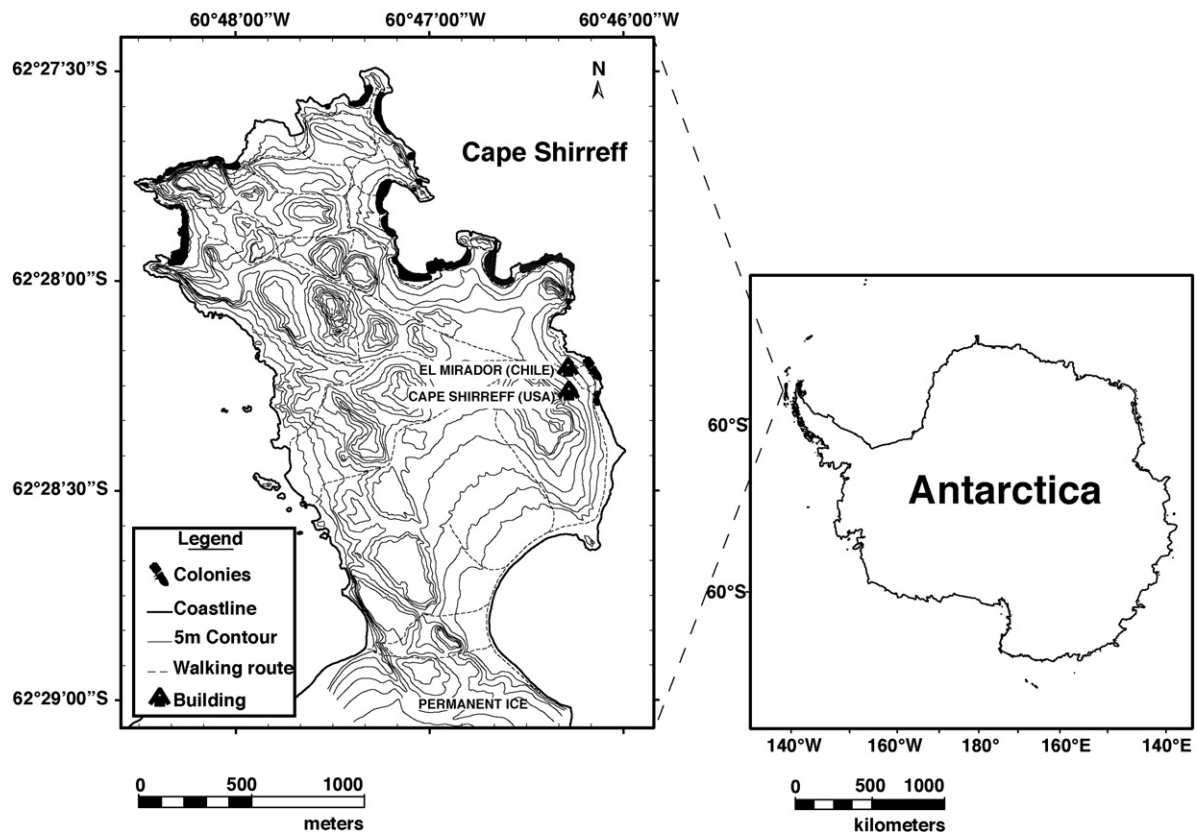 60°48'00”W
60°47'00”W
60°46'00”W
62°27'30”S
62°28'00”S
62°28'30”S
62°29'00”S
N
Cape Shirreff
EL MIRADOR (CHILE)
CAPE SHIRREFF (USA)
PERMANENT ICE
Legend
Colonies
Coastline
5m Contour
Walking route
Building
0 500 1000
meters
60°S
60°S
Antarctica
140°W 160°W 180° 160°E 140°E
0 500 1000
kilometers